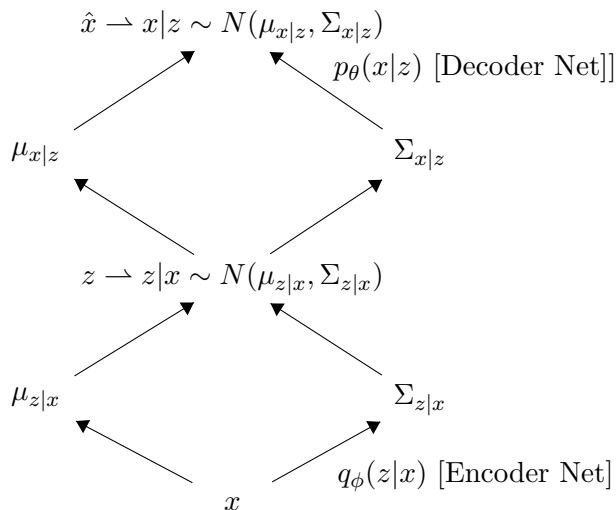 x̂ ⇀ x|z ∼ N(μ_{x|z}, Σ_{x|z})
p_θ(x|z) [Decoder Net]]
μ_{x|z} Σ_{x|z}
z ⇀ z|x ∼ N(μ_{z|x}, Σ_{z|x})
μ_{z|x} Σ_{z|x}
q_ϕ(z|x) [Encoder Net]
x